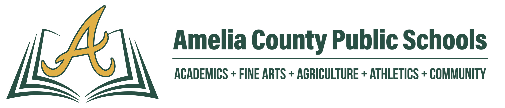 A
Amelia County Public Schools
ACADEMICS + FINE ARTS + AGRICULTURE + ATHLETICS + COMMUNITY